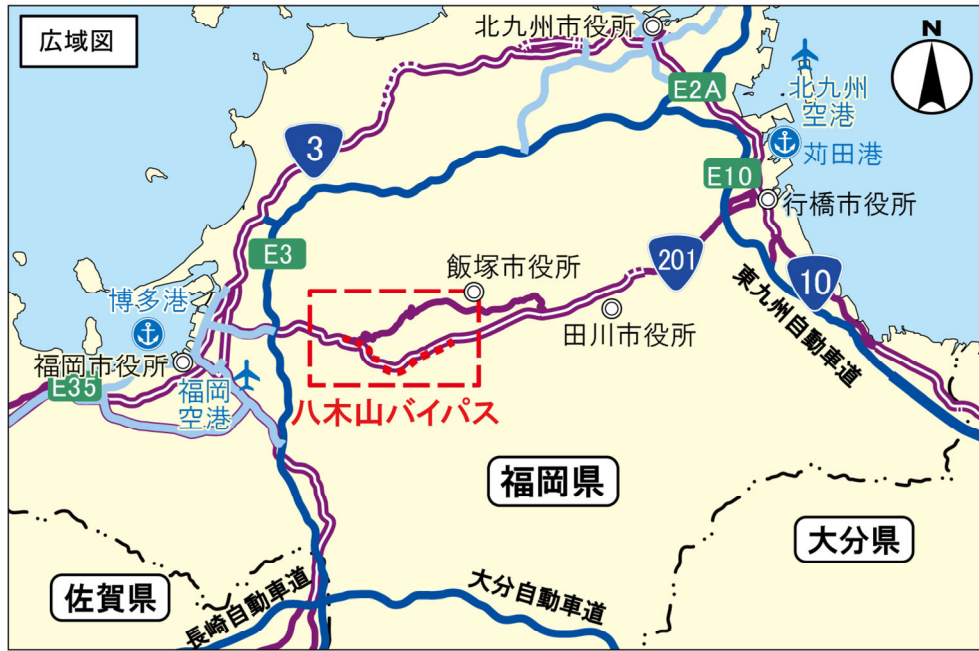 広域図
北九州市役所
N
E2A
北九州
空港
3
苅田港
E10
行橋市役所
E3
201
飯塚市役所
10
博多港
田川市役所
東九州自動車道
福岡市役所
E35
福岡
空港
八木山バイパス
福岡県
大分県
佐賀県
長崎自動車道
大分自動車道